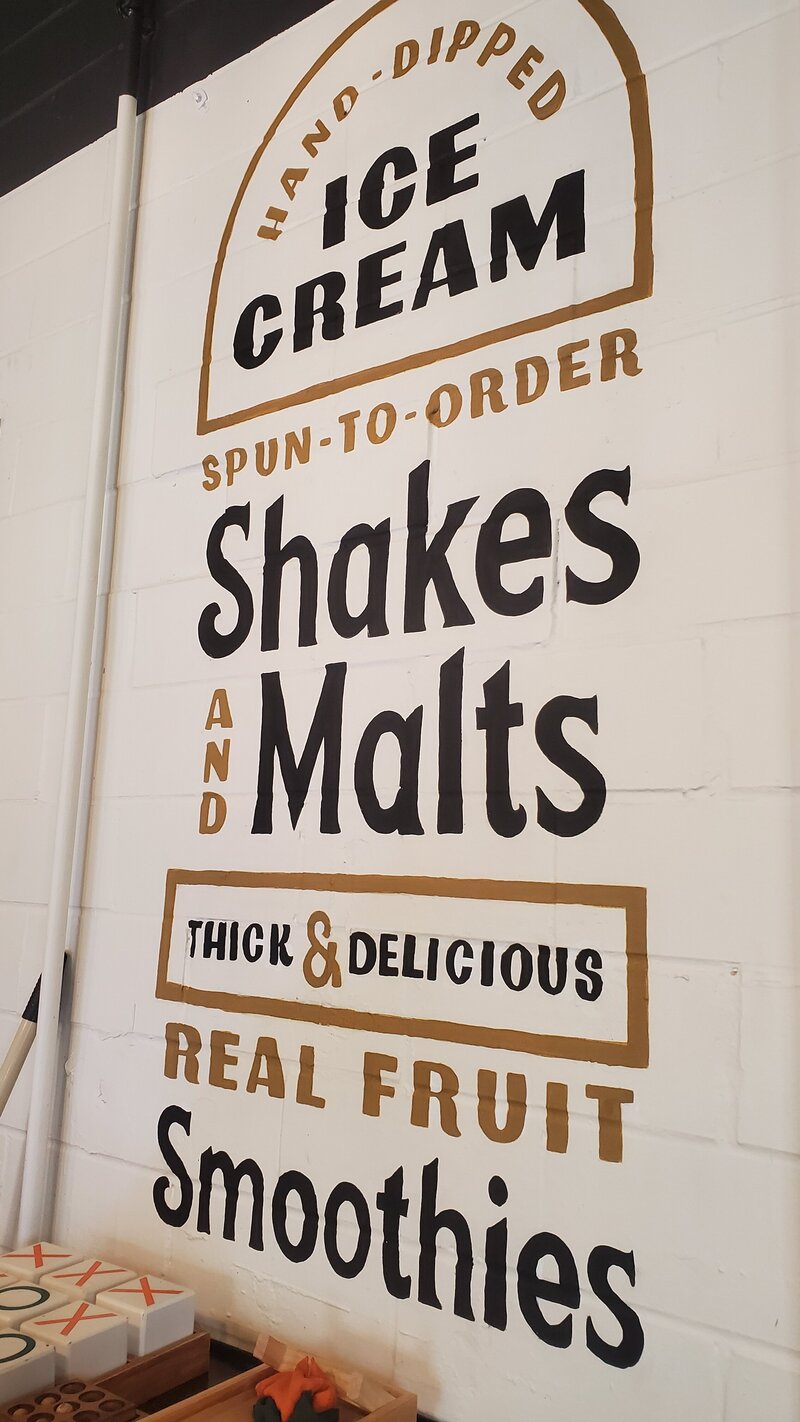 HAND-DIPPED
ICE
CREAM
SPUN-TO-ORDER
Shakes
AND Malts
THICK & DELICIOUS
REAL FRUIT
Smoothies
X
X X
O X
O